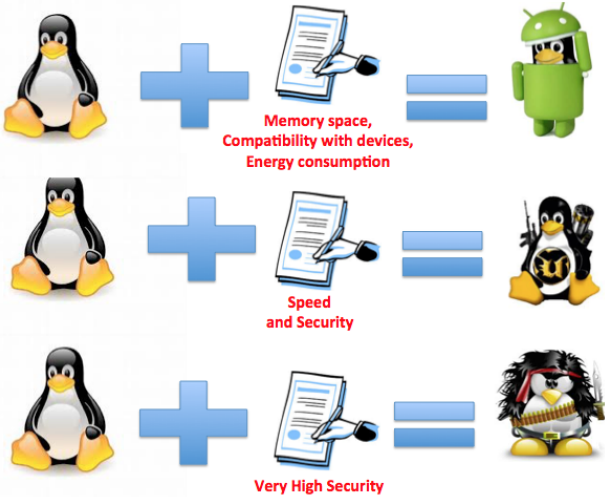 Memory space,
Compatibility with devices,
Energy consumption
Speed
and Security
Very High Security